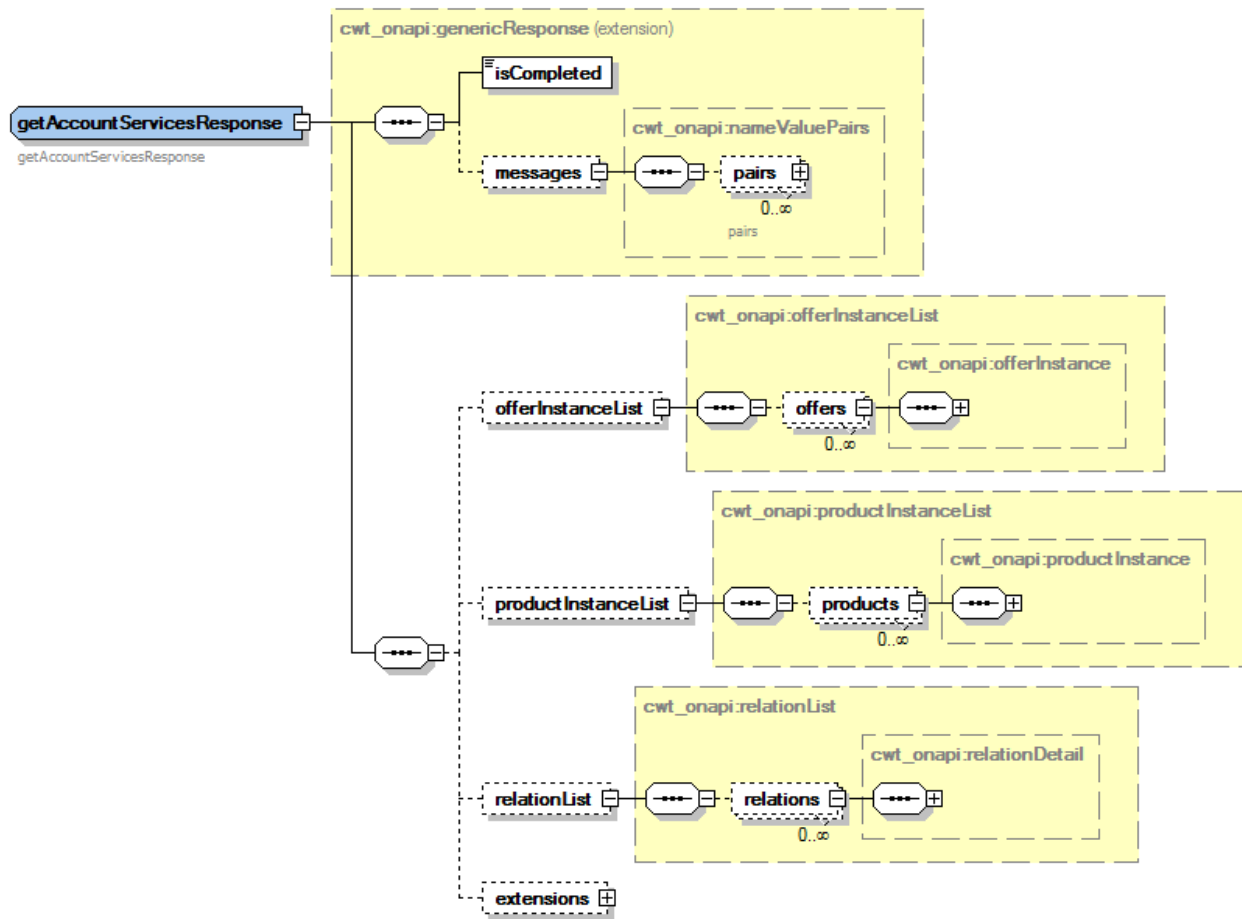 cwt_onapi:genericResponse (extension)
isCompleted
getAccountServicesResponse
getAccountServicesResponse
cwt_onapi:nameValuePairs
messages
pairs
0..∞
pairs
cwt_onapi:offerInstanceList
cwt_onapi:offerInstance
offerInstanceList
offers
0..∞
cwt_onapi:productInstanceList
cwt_onapi:productInstance
productInstanceList
products
0..∞
cwt_onapi:relationList
cwt_onapi:relationDetail
relationList
relations
0..∞
extensions